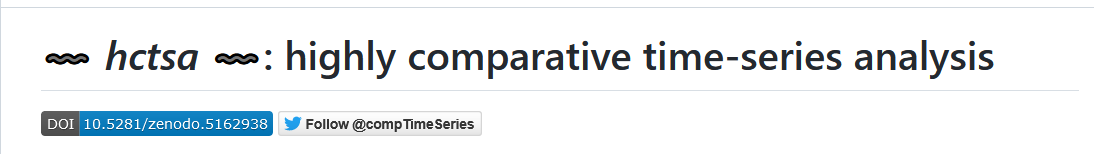 〰️ hctsa 〰️: highly comparative time-series analysis
DOI 10.5281/zenodo.5162938 Follow @compTimeSeries